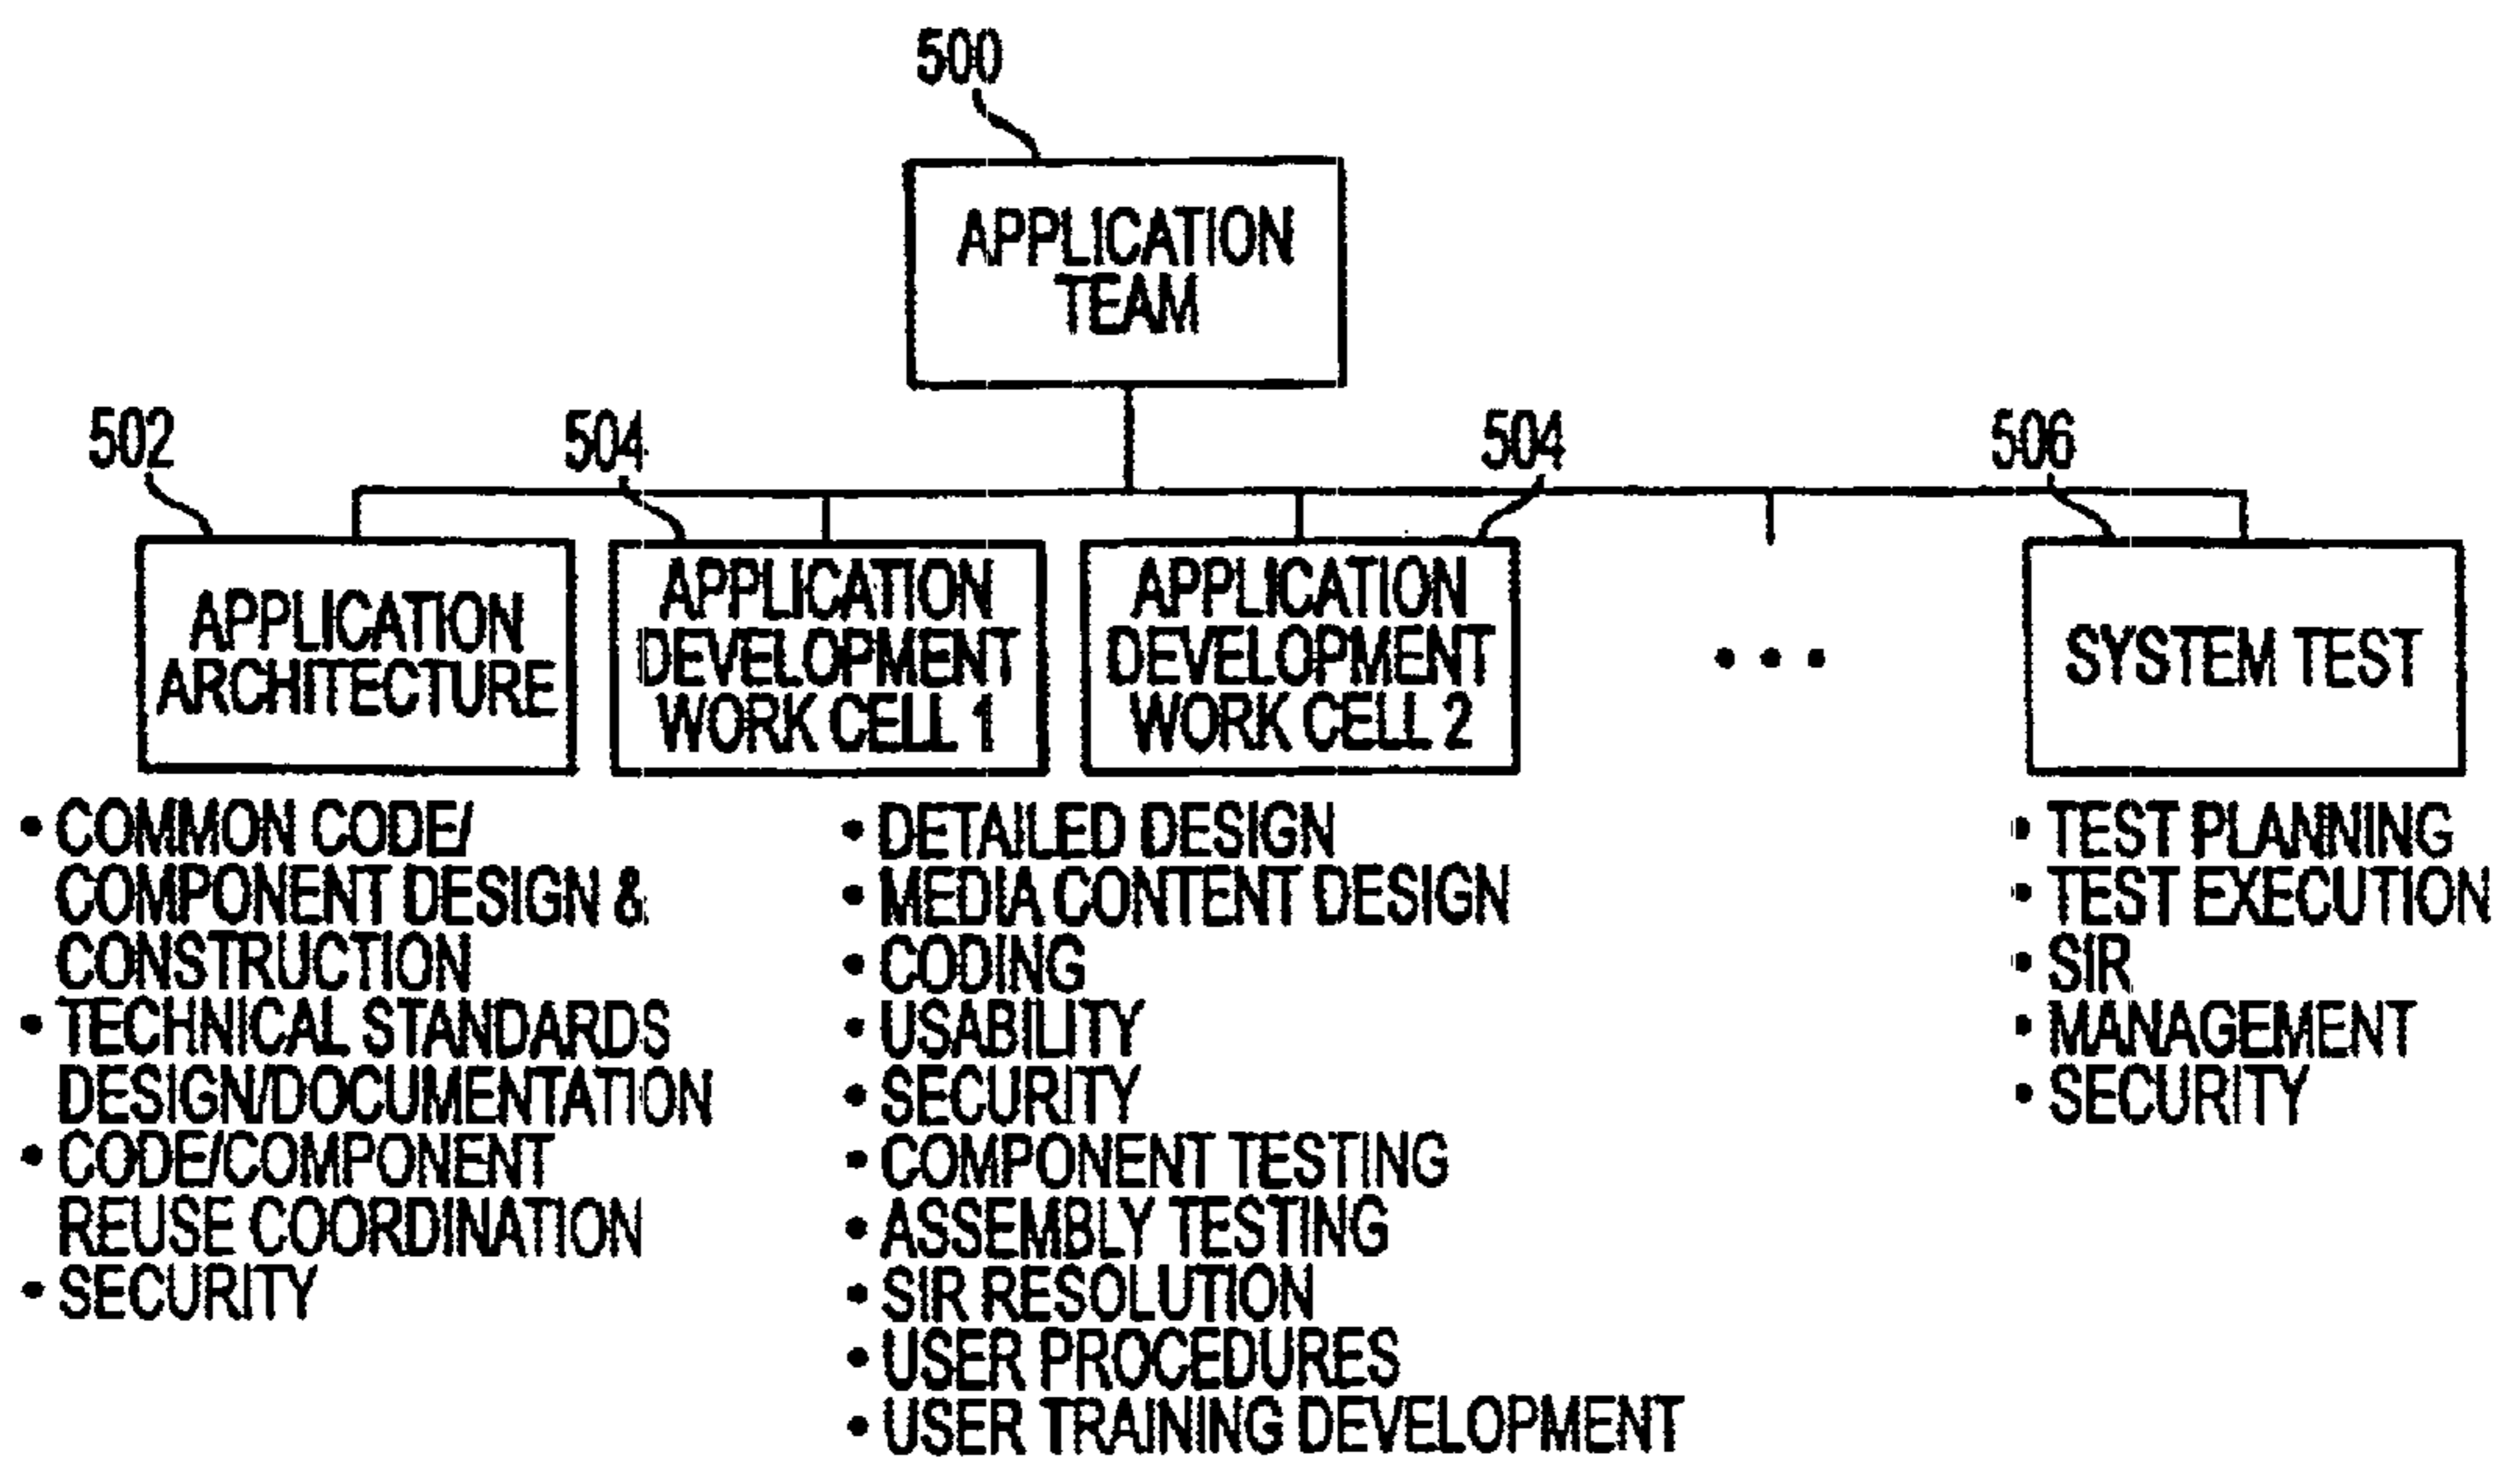 500
APPLICATION
TEAM
502
504
504
506
APPLICATION
ARCHITECTURE
APPLICATION
DEVELOPMENT
WORK CELL 1
APPLICATION
DEVELOPMENT
WORK CELL 2
• • •
SYSTEM TEST
• COMMON CODE/
COMPONENT DESIGN &
CONSTRUCTION
• TECHNICAL STANDARDS
DESIGN/DOCUMENTATION
• CODE/COMPONENT
REUSE COORDINATION
• SECURITY
• DETAILED DESIGN
• MEDIA CONTENT DESIGN
• CODING
• USABILITY
• SECURITY
• COMPONENT TESTING
• ASSEMBLY TESTING
• SIR RESOLUTION
• USER PROCEDURES
• USER TRAINING DEVELOPMENT
• TEST PLANNING
• TEST EXECUTION
• SIR
• MANAGEMENT
• SECURITY